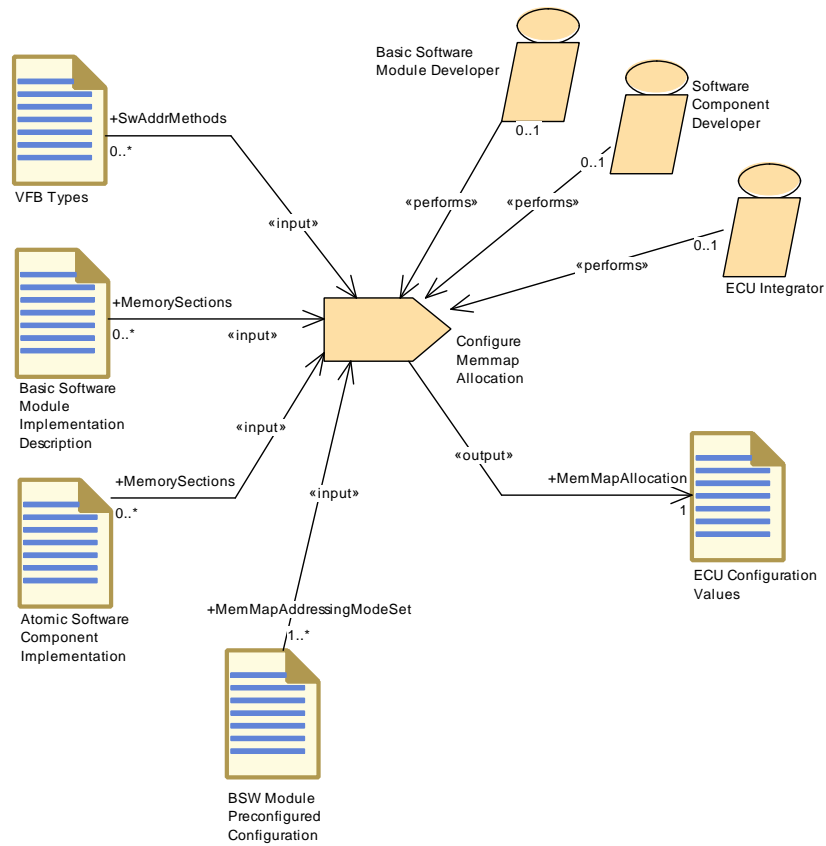 Basic Software
Module Developer
0..1
Software
Component
Developer
0..1
+SwAddrMethods
0..*
VFB Types
«input»
«performs»
«performs»
«performs»
0..1
ECU Integrator
+MemorySections
0..*
«input»
Basic Software
Module
Implementation
Description
Configure
Memmap
Allocation
«input»
+MemorySections
0..*
«input»
«output»
+MemMapAllocation
1
ECU Configuration
Values
Atomic Software
Component
Implementation
+MemMapAddressingModeSet
1..*
BSW Module
Preconfigured
Configuration